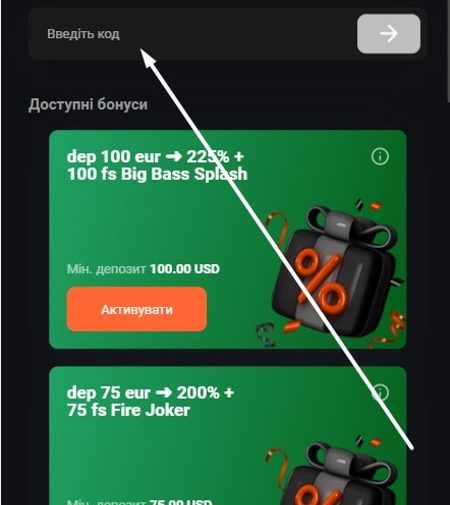 Введіть код
Доступні бонуси
dep 100 eur ➜ 225% +
100 fs Big Bass Splash
Мін. депозит 100.00 USD
Активувати
dep 75 eur ➜ 200% +
75 fs Fire Joker
Мін. депозит 75.00 USD